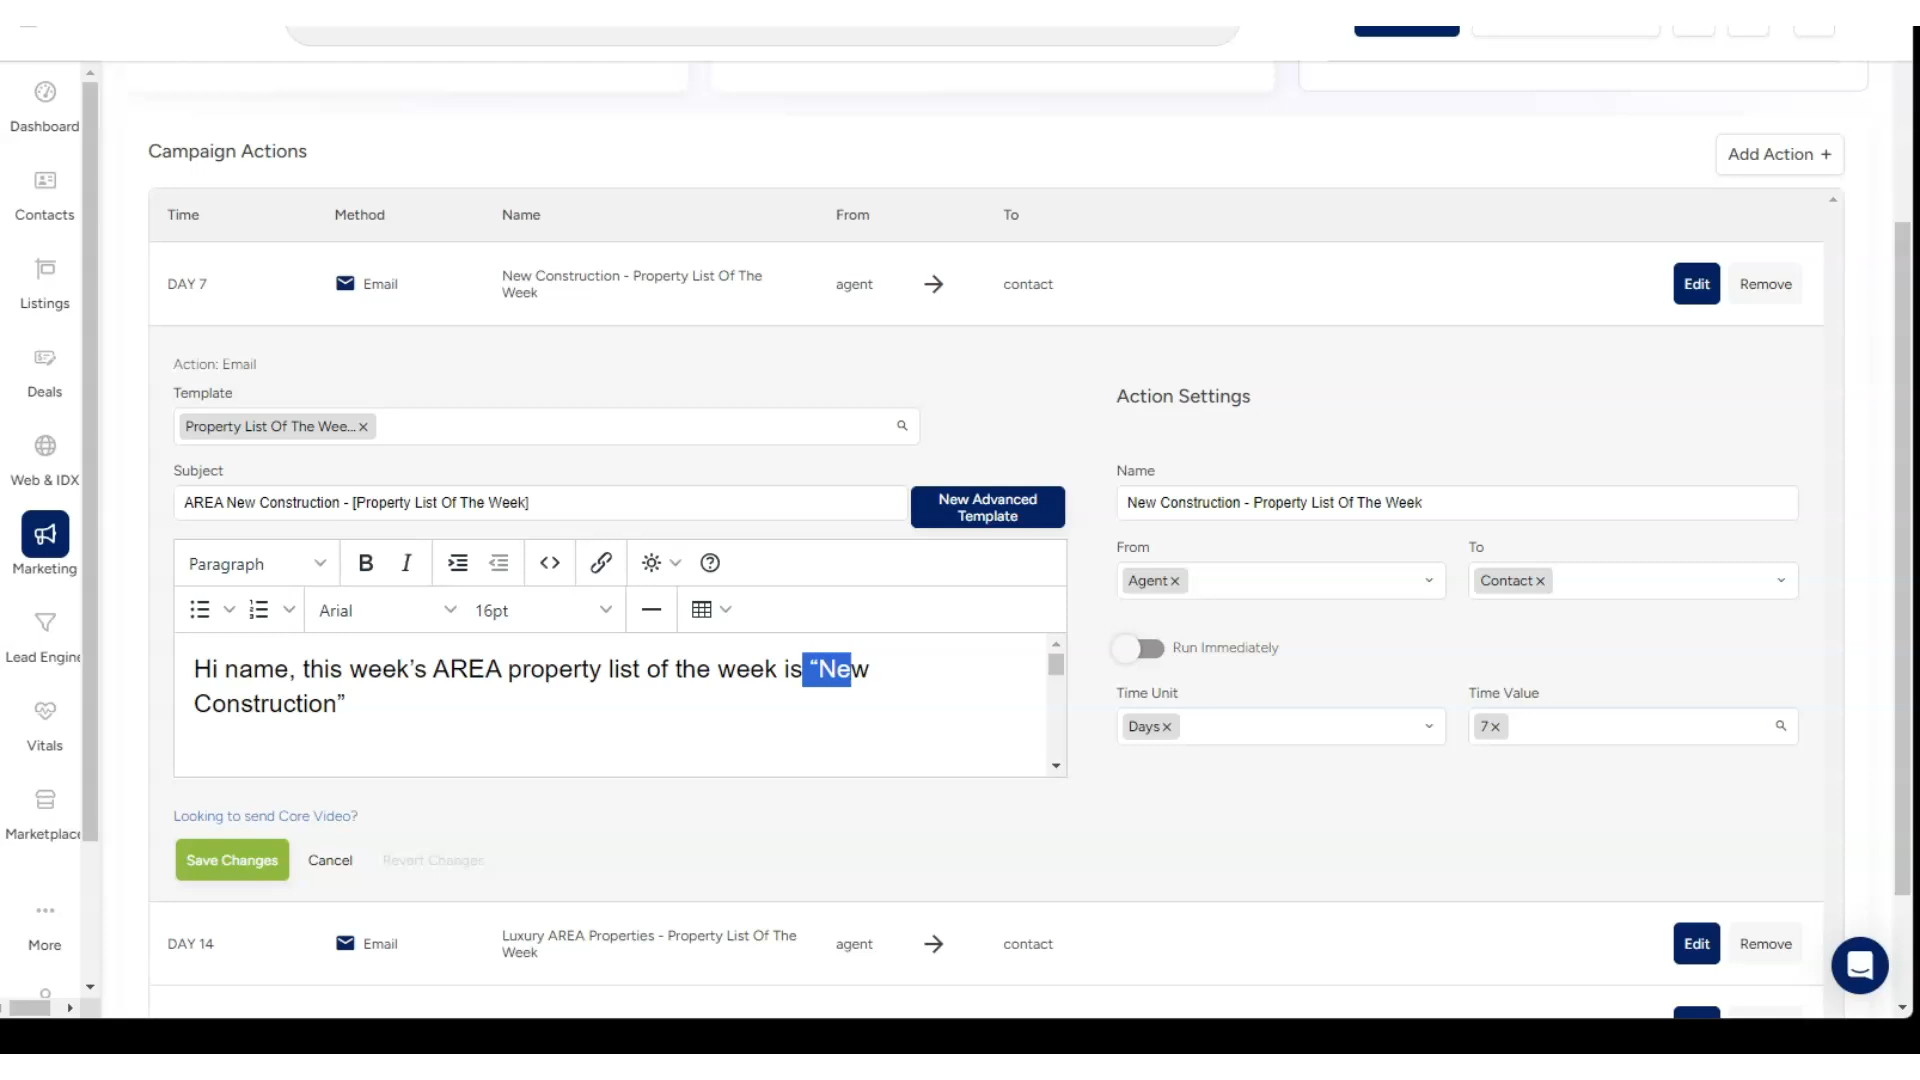 Dashboard
Contacts
Listings
Deals
Web & IDX
Marketing
Lead Engine
Vitals
Marketplace
More
Campaign Actions
Add Action +
Time Method Name From To
DAY 7 Email New Construction - Property List Of The
Week
agent → contact Edit Remove
Action: Email
Template
Property List Of The Wee... ×
Subject
AREA New Construction - [Property List Of The Week]
New Advanced
Template
Paragraph B I
Arial 16pt
Hi name, this week’s AREA property list of the week is “New
Construction”
Looking to send Core Video?
Save Changes Cancel Revert Changes
Action Settings
Name
New Construction - Property List Of The Week
From To
Agent × Contact ×
Run Immediately
Time Unit Time Value
Days × 7 ×
DAY 14 Email Luxury AREA Properties - Property List Of The
Week
agent → contact Edit Remove